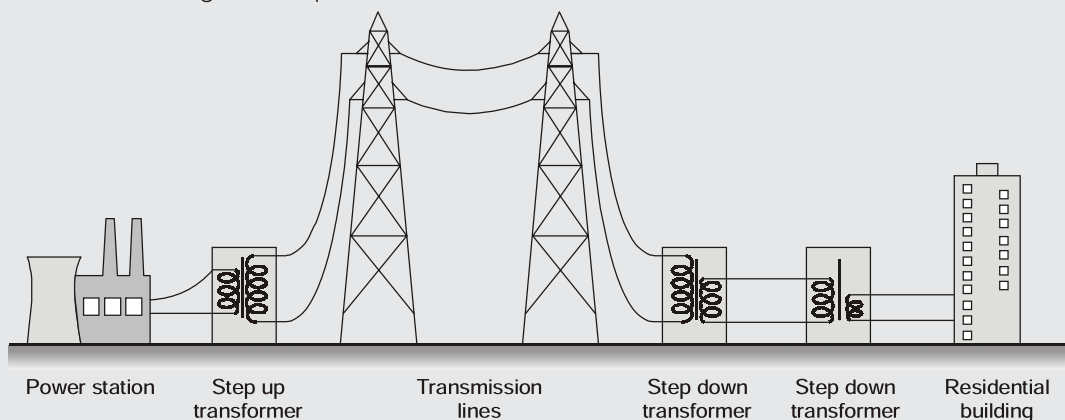 Power station
Step up
transformer
Transmission
lines
Step down
transformer
Step down
transformer
Residential
building